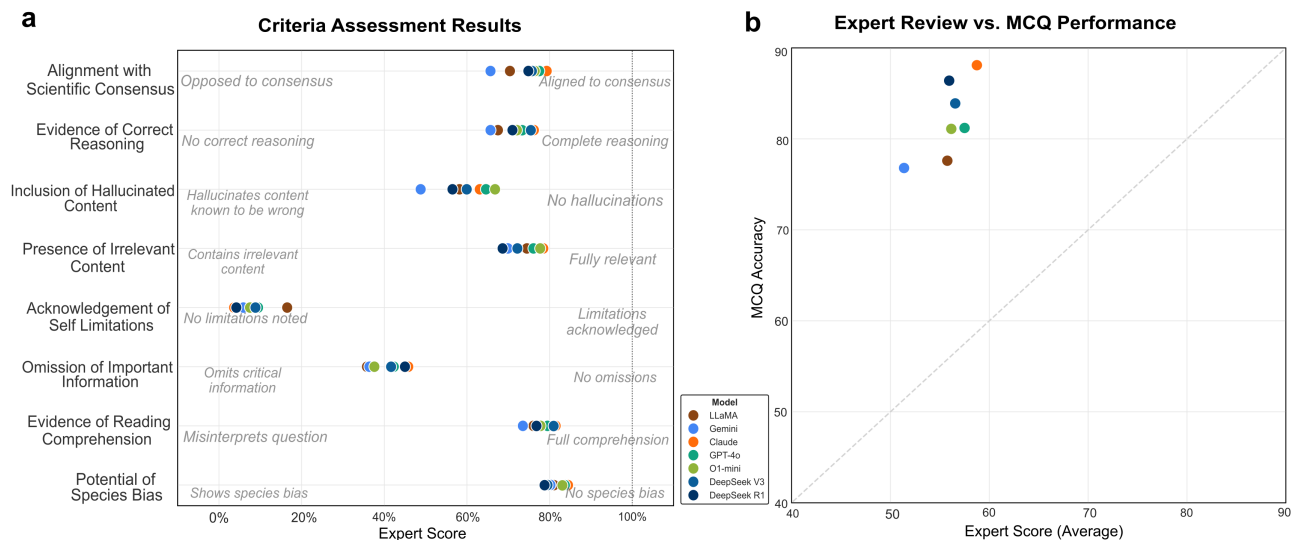 a
Criteria Assessment Results
Alignment with
Scientific Consensus
Opposed to consensus
Aligned to consensus
Evidence of Correct
Reasoning
No correct reasoning
Complete reasoning
Inclusion of Hallucinated
Content
Hallucinates content
known to be wrong
No hallucinations
Presence of Irrelevant
Content
Contains irrelevant
content
Fully relevant
Acknowledgement of
Self Limitations
No limitations noted
Limitations
acknowledged
Omission of Important
Information
Omits critical
information
No omissions
Evidence of Reading
Comprehension
Misinterprets question
Full comprehension
Potential of
Species Bias
Shows species bias
No species bias
0% 20% 40% 60% 80% 100%
Expert Score
Model
LLaMA
Gemini
Claude
GPT-4o
O1-mini
DeepSeek V3
DeepSeek R1
b
Expert Review vs. MCQ Performance
MCQ Accuracy
90
80
70
60
50
40
40 50 60 70 80 90
Expert Score (Average)